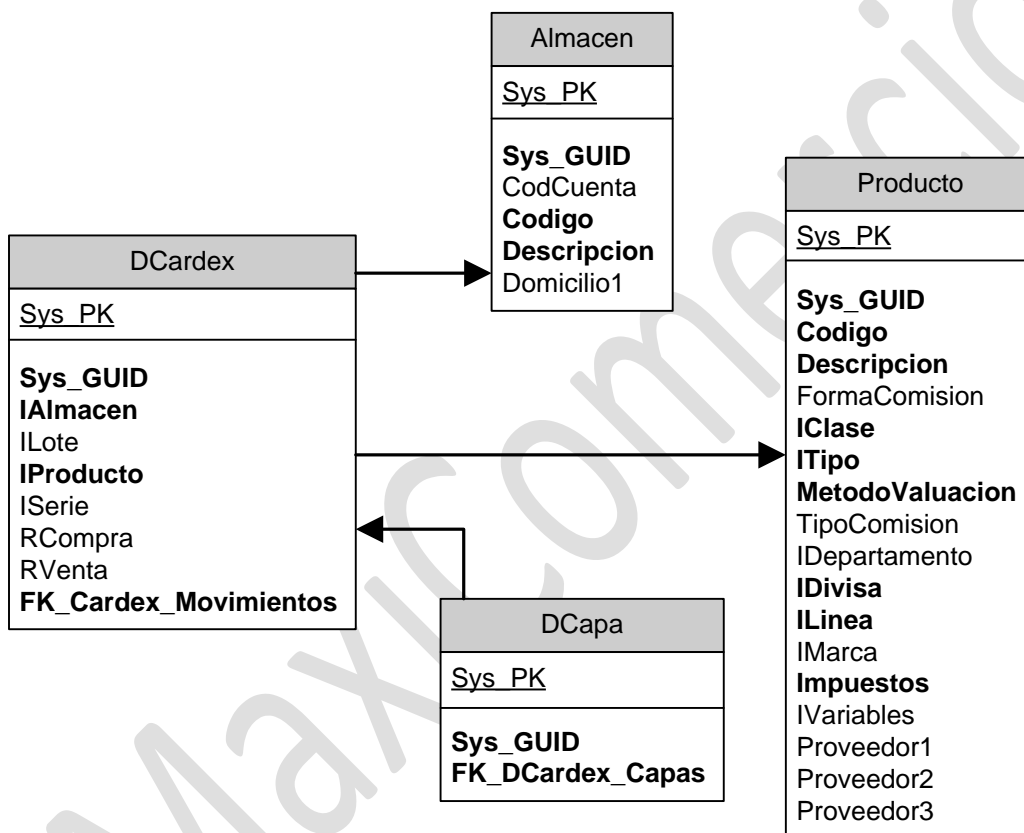 Almacen
Sys_PK
Sys_GUID
CodCuenta
Codigo
Descripcion
Domicilio1
Producto
Sys_PK
Sys_GUID
Codigo
Descripcion
FormaComision
IClase
ITipo
MetodoValuacion
TipoComision
IDepartamento
IDivisa
ILinea
IMarca
Impuestos
IVariables
Proveedor1
Proveedor2
Proveedor3
DCardex
Sys_PK
Sys_GUID
IAlmacen
ILote
IProducto
ISerie
RCompra
RVenta
FK_Cardex_Movimientos
DCapa
Sys_PK
Sys_GUID
FK_DCardex_Capas
MaxiComercio